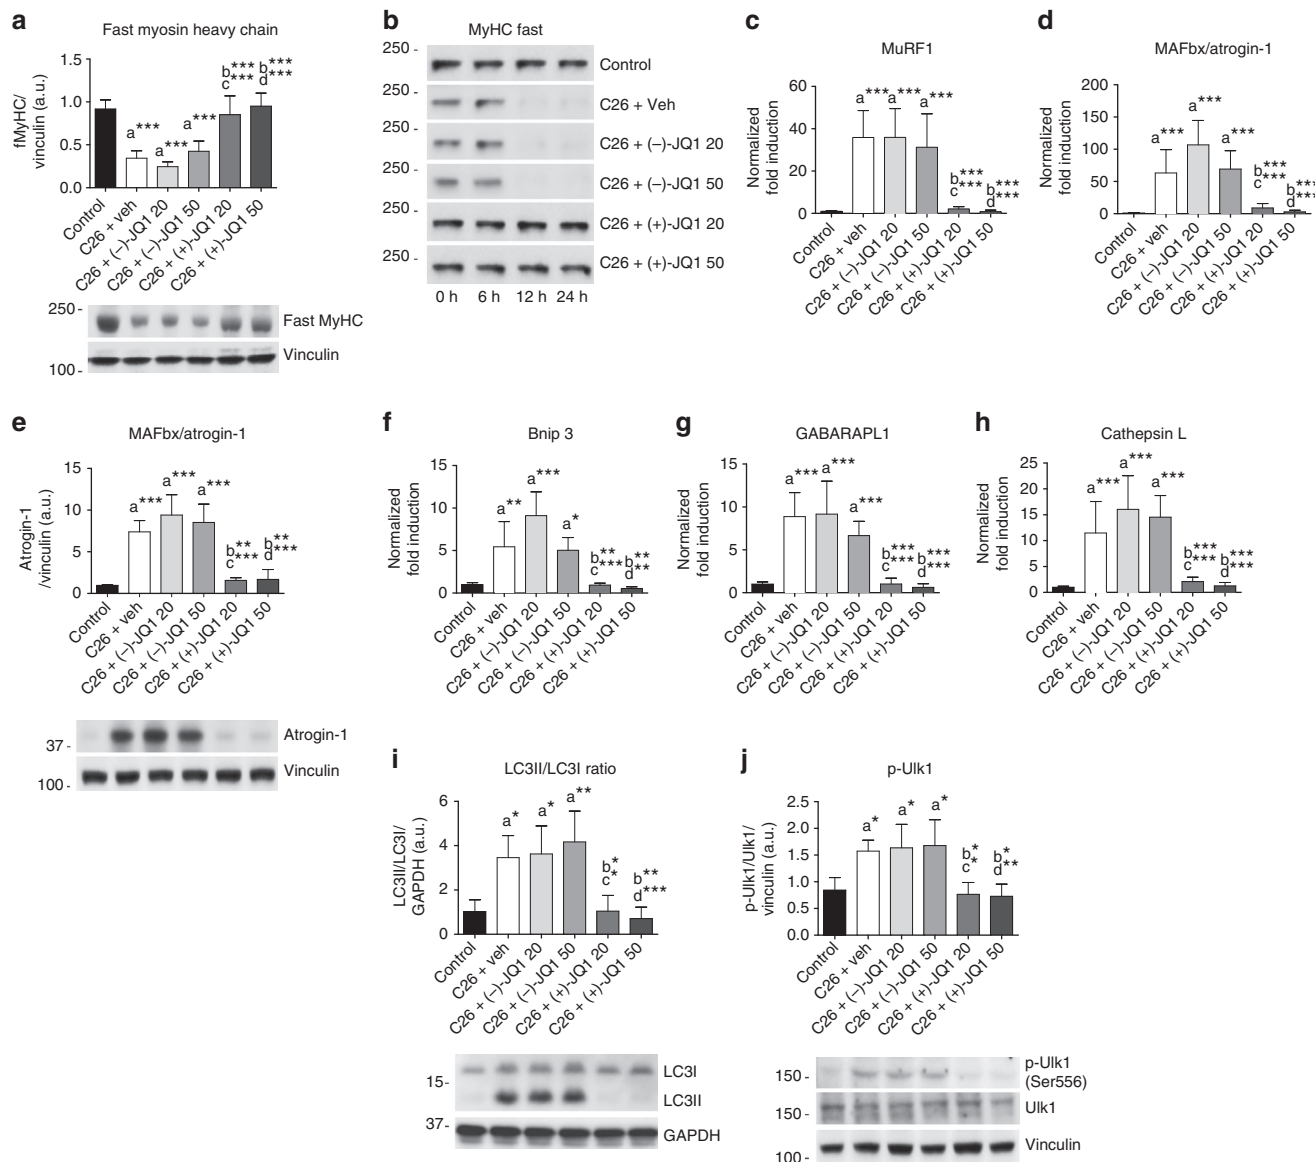 a
Fast myosin heavy chain
fMyHC/
vinculin (a.u.)
1.5
1.0
0.5
0.0
a***
a***
a***
b***
c***
b***
d***
Control
C26 + veh
C26 + (–)-JQ1 20
C26 + (–)-JQ1 50
C26 + (+)-JQ1 20
C26 + (+)-JQ1 50
250 -
Fast MyHC
Vinculin
100 -
b
MyHC fast
250 -
Control
250 -
C26 + Veh
250 -
C26 + (–)-JQ1 20
250 -
C26 + (–)-JQ1 50
250 -
C26 + (+)-JQ1 20
250 -
C26 + (+)-JQ1 50
0 h 6 h 12 h 24 h
c
MuRF1
Normalized
fold induction
60
40
20
0
a***
a***
a***
b***
c***
b***
d***
Control
C26 + veh
C26 + (–)-JQ1 20
C26 + (–)-JQ1 50
C26 + (+)-JQ1 20
C26 + (+)-JQ1 50
d
MAFbx/atrogin-1
Normalized
fold induction
200
150
100
50
0
a***
a***
a***
b***
c***
b***
d***
Control
C26 + veh
C26 + (–)-JQ1 20
C26 + (–)-JQ1 50
C26 + (+)-JQ1 20
C26 + (+)-JQ1 50
e
MAFbx/atrogin-1
Atrogin-1
/vinculin (a.u.)
15
10
5
0
a***
a***
a***
b**
c***
b**
d***
Control
C26 + veh
C26 + (–)-JQ1 20
C26 + (–)-JQ1 50
C26 + (+)-JQ1 20
C26 + (+)-JQ1 50
37 -
Atrogin-1
Vinculin
100 -
f
Bnip 3
Normalized
fold induction
15
10
5
0
a**
a***
a*
b**
c***
b**
d**
Control
C26 + veh
C26 + (–)-JQ1 20
C26 + (–)-JQ1 50
C26 + (+)-JQ1 20
C26 + (+)-JQ1 50
g
GABARAPL1
Normalized
fold induction
15
10
5
0
a***
a***
a***
b***
c***
b***
d***
Control
C26 + veh
C26 + (–)-JQ1 20
C26 + (–)-JQ1 50
C26 + (+)-JQ1 20
C26 + (+)-JQ1 50
h
Cathepsin L
Normalized
fold induction
25
20
15
10
5
0
a***
a***
a***
b***
c***
b***
d***
Control
C26 + veh
C26 + (–)-JQ1 20
C26 + (–)-JQ1 50
C26 + (+)-JQ1 20
C26 + (+)-JQ1 50
i
LC3II/LC3I ratio
LC3II/LC3I/
GAPDH (a.u.)
6
4
2
0
a*
a*
a**
b*
c*
b**
d***
Control
C26 + veh
C26 + (–)-JQ1 20
C26 + (–)-JQ1 50
C26 + (+)-JQ1 20
C26 + (+)-JQ1 50
LC3I
15-
LC3II
37-
GAPDH
j
p-Ulk1
p-Ulk1/Ulk1/
vinculin (a.u.)
2.5
2.0
1.5
1.0
0.5
0.0
a*
a*
a*
b*
c*
b*
d**
Control
C26 + veh
C26 + (–)-JQ1 20
C26 + (–)-JQ1 50
C26 + (+)-JQ1 20
C26 + (+)-JQ1 50
150 -
p-Ulk1
(Ser556)
Ulk1
150 -
Vinculin
100 -